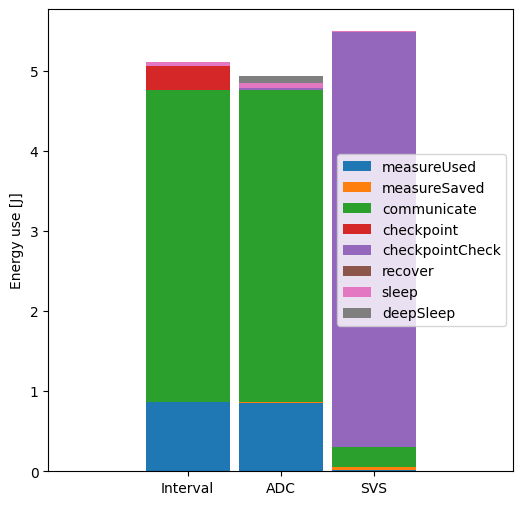 Energy use [J]
5
4
3
2
1
0
measureUsed
measureSaved
communicate
checkpoint
checkpointCheck
recover
sleep
deepSleep
Interval ADC SVS